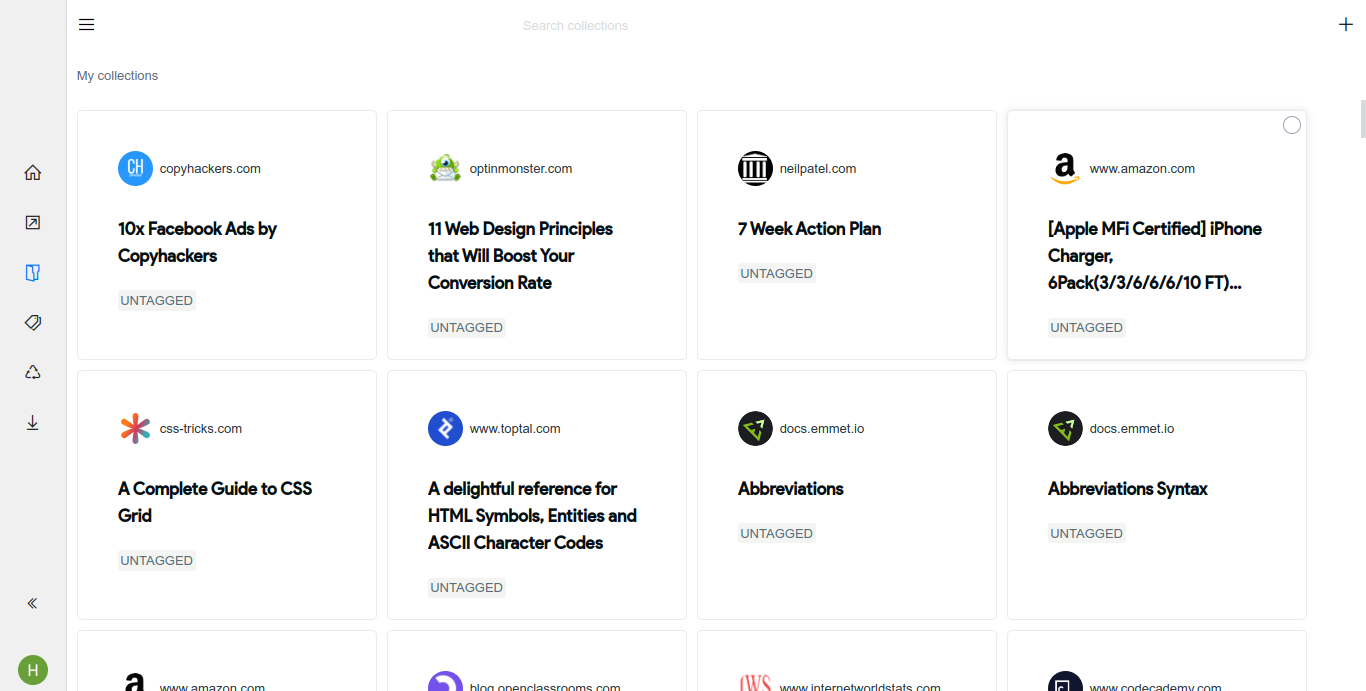 Search collections
My collections
CH
copyhackers.com
10x Facebook Ads by
Copyhackers
UNTAGGED
optinmonster.com
11 Web Design Principles
that Will Boost Your
Conversion Rate
UNTAGGED
neilpatel.com
7 Week Action Plan
UNTAGGED
a
www.amazon.com
[Apple MFi Certified] iPhone
Charger,
6Pack(3/3/6/6/6/10 FT)...
UNTAGGED
css-tricks.com
A Complete Guide to CSS
Grid
UNTAGGED
www.toptal.com
A delightful reference for
HTML Symbols, Entities and
ASCII Character Codes
UNTAGGED
docs.emmet.io
Abbreviations
UNTAGGED
docs.emmet.io
Abbreviations Syntax
UNTAGGED
a
www.amazon.com
blog.openclassrooms.com
IWS
www.internetworldstats.com
www.codecademy.com
H